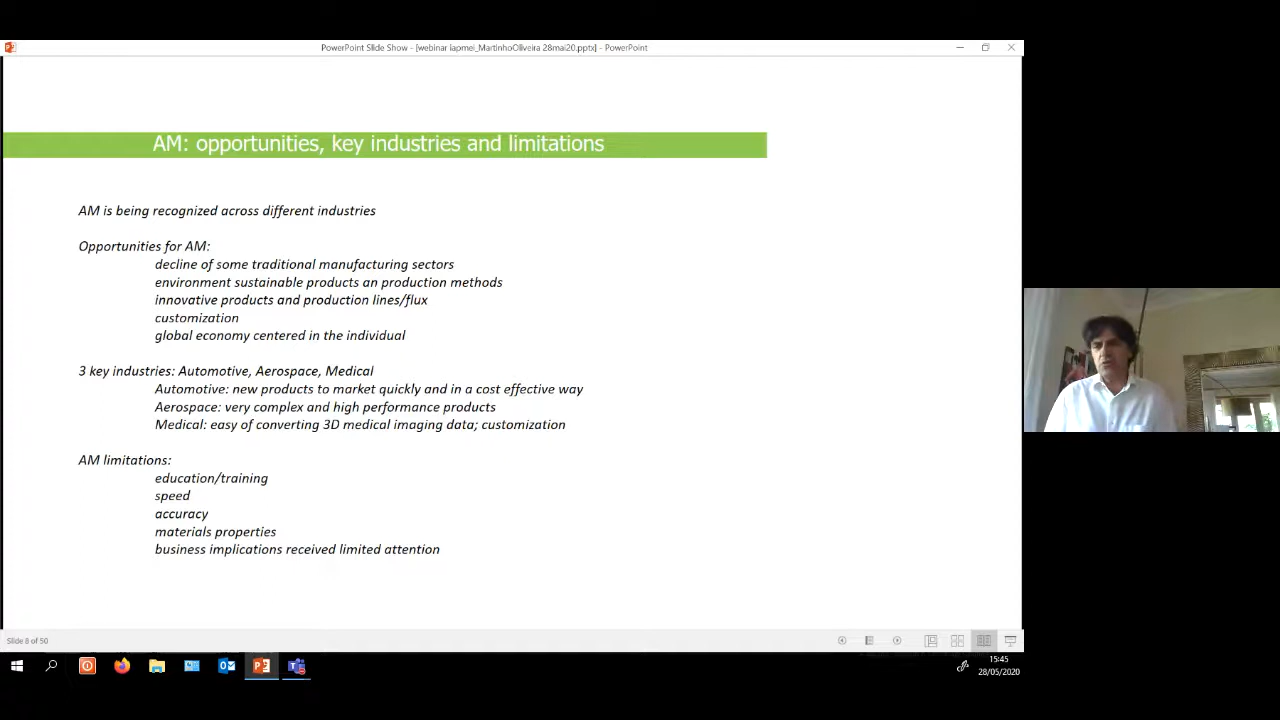 PowerPoint Slide Show - [webinar iapmei_MartinhoOliveira 28mai20.pptx] - PowerPoint
AM: opportunities, key industries and limitations
AM is being recognized across different industries
Opportunities for AM:
decline of some traditional manufacturing sectors
environment sustainable products an production methods
innovative products and production lines/flux
customization
global economy centered in the individual
3 key industries: Automotive, Aerospace, Medical
Automotive: new products to market quickly and in a cost effective way
Aerospace: very complex and high performance products
Medical: easy of converting 3D medical imaging data; customization
AM limitations:
education/training
speed
accuracy
materials properties
business implications received limited attention
Slide 8 of 50
15:45
28/05/2020